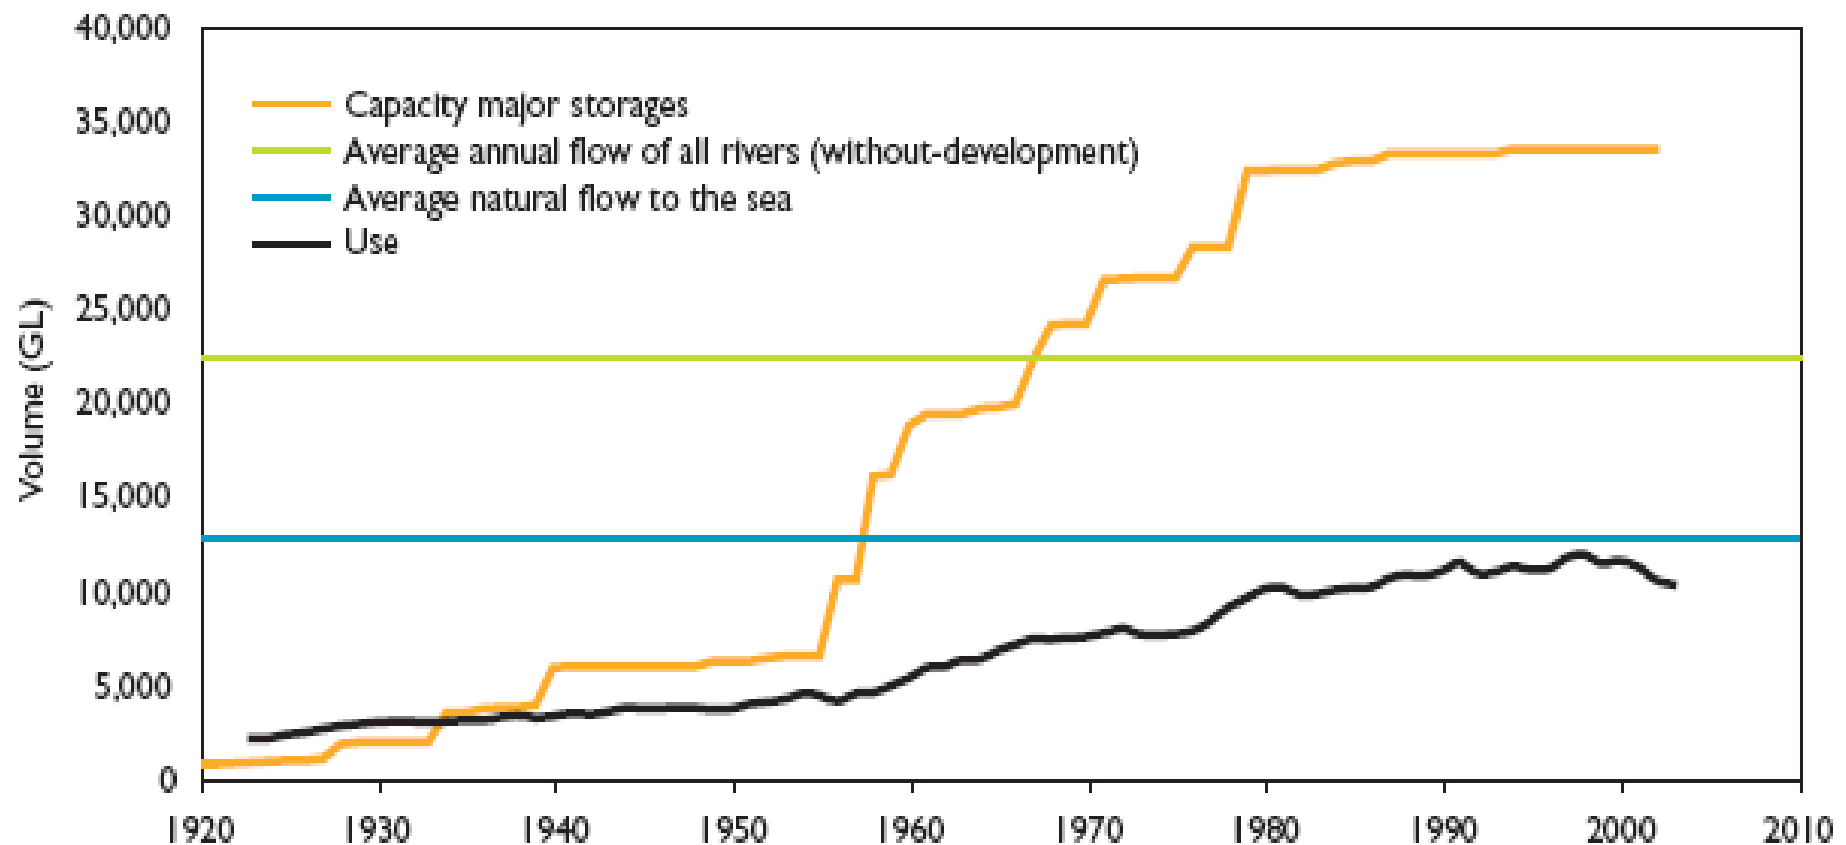 40,000
35,000
30,000
25,000
20,000
15,000
10,000
5,000
0
Volume (GL)
Capacity major storages
Average annual flow of all rivers (without-development)
Average natural flow to the sea
Use
1920 1930 1940 1950 1960 1970 1980 1990 2000 2010